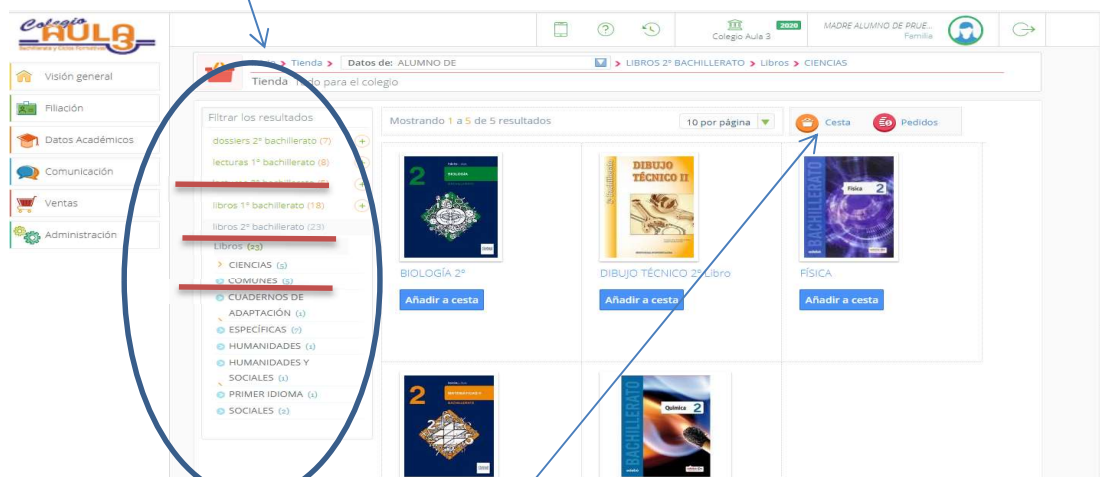 Colegio
AULA3
Bachillerato y Ciclos Formativos
Colegio Aula 3
2020
MADRE ALUMNO DE PRUE...
Familia
Visión general
Filiación
Datos Académicos
Comunicación
Ventas
Administración
> Tienda > Datos de: ALUMNO DE > LIBROS 2º BACHILLERATO > Libros > CIENCIAS
Tienda Todo para el colegio
Filtrar los resultados
dossiers 2º bachillerato (7)
lecturas 1º bachillerato (8)
libros 1º bachillerato (18)
libros 2º bachillerato (23)
Libros (23)
CIENCIAS (5)
COMUNES (5)
CUADERNOS DE
ADAPTACIÓN (1)
ESPECÍFICAS (7)
HUMANIDADES (1)
HUMANIDADES Y
SOCIALES (1)
PRIMER IDIOMA (1)
SOCIALES (2)
Mostrando 1 a 5 de 5 resultados
10 por página
Cesta
Pedidos
2 BIOLOGÍA
DIBUJO
TÉCNICO II
2º Bachillerato
BACHILLERATO
Física 2
BIOLOGÍA 2º
DIBUJO TÉCNICO 2º Libro
FÍSICA
Añadir a cesta
Añadir a cesta
Añadir a cesta
2
BACHILLERATO
Química 2